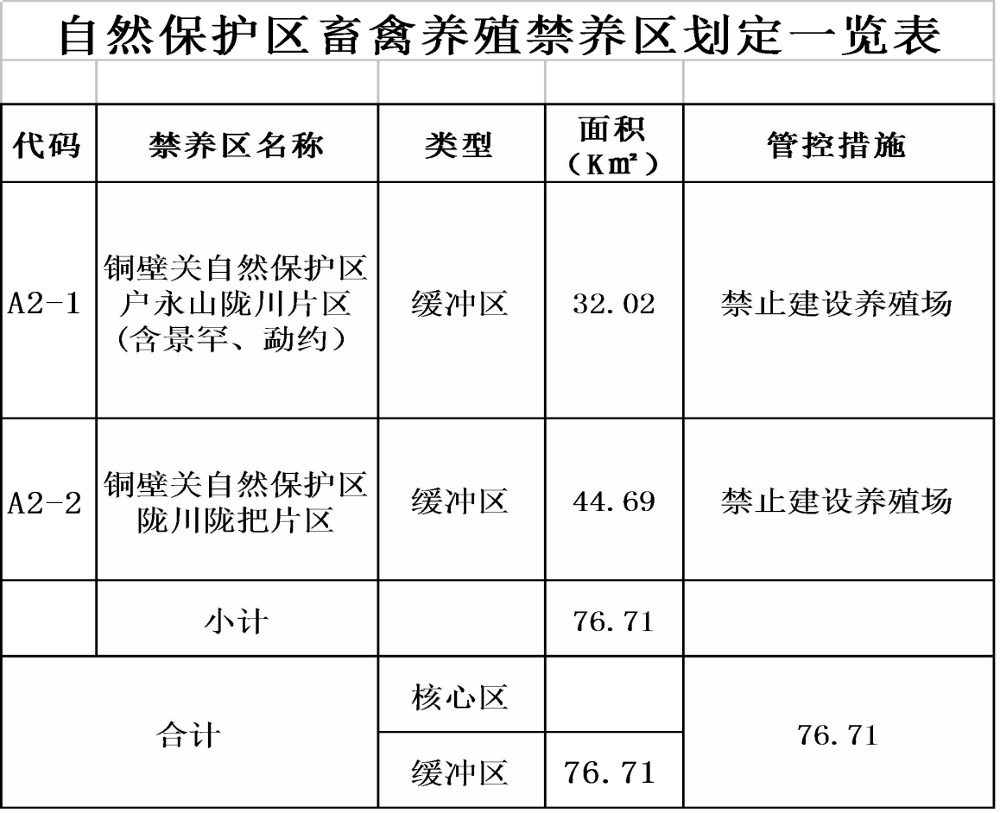 自然保护区畜禽养殖禁养区划定一览表
代码 禁养区名称 类型 面积（K㎡） 管控措施
A2-1 铜壁关自然保护区户永山陇川片区(含景罕、勐约） 缓冲区 32.02 禁止建设养殖场
A2-2 铜壁关自然保护区陇川陇把片区 缓冲区 44.69 禁止建设养殖场
小计 76.71
合计 核心区 76.71
缓冲区 76.71